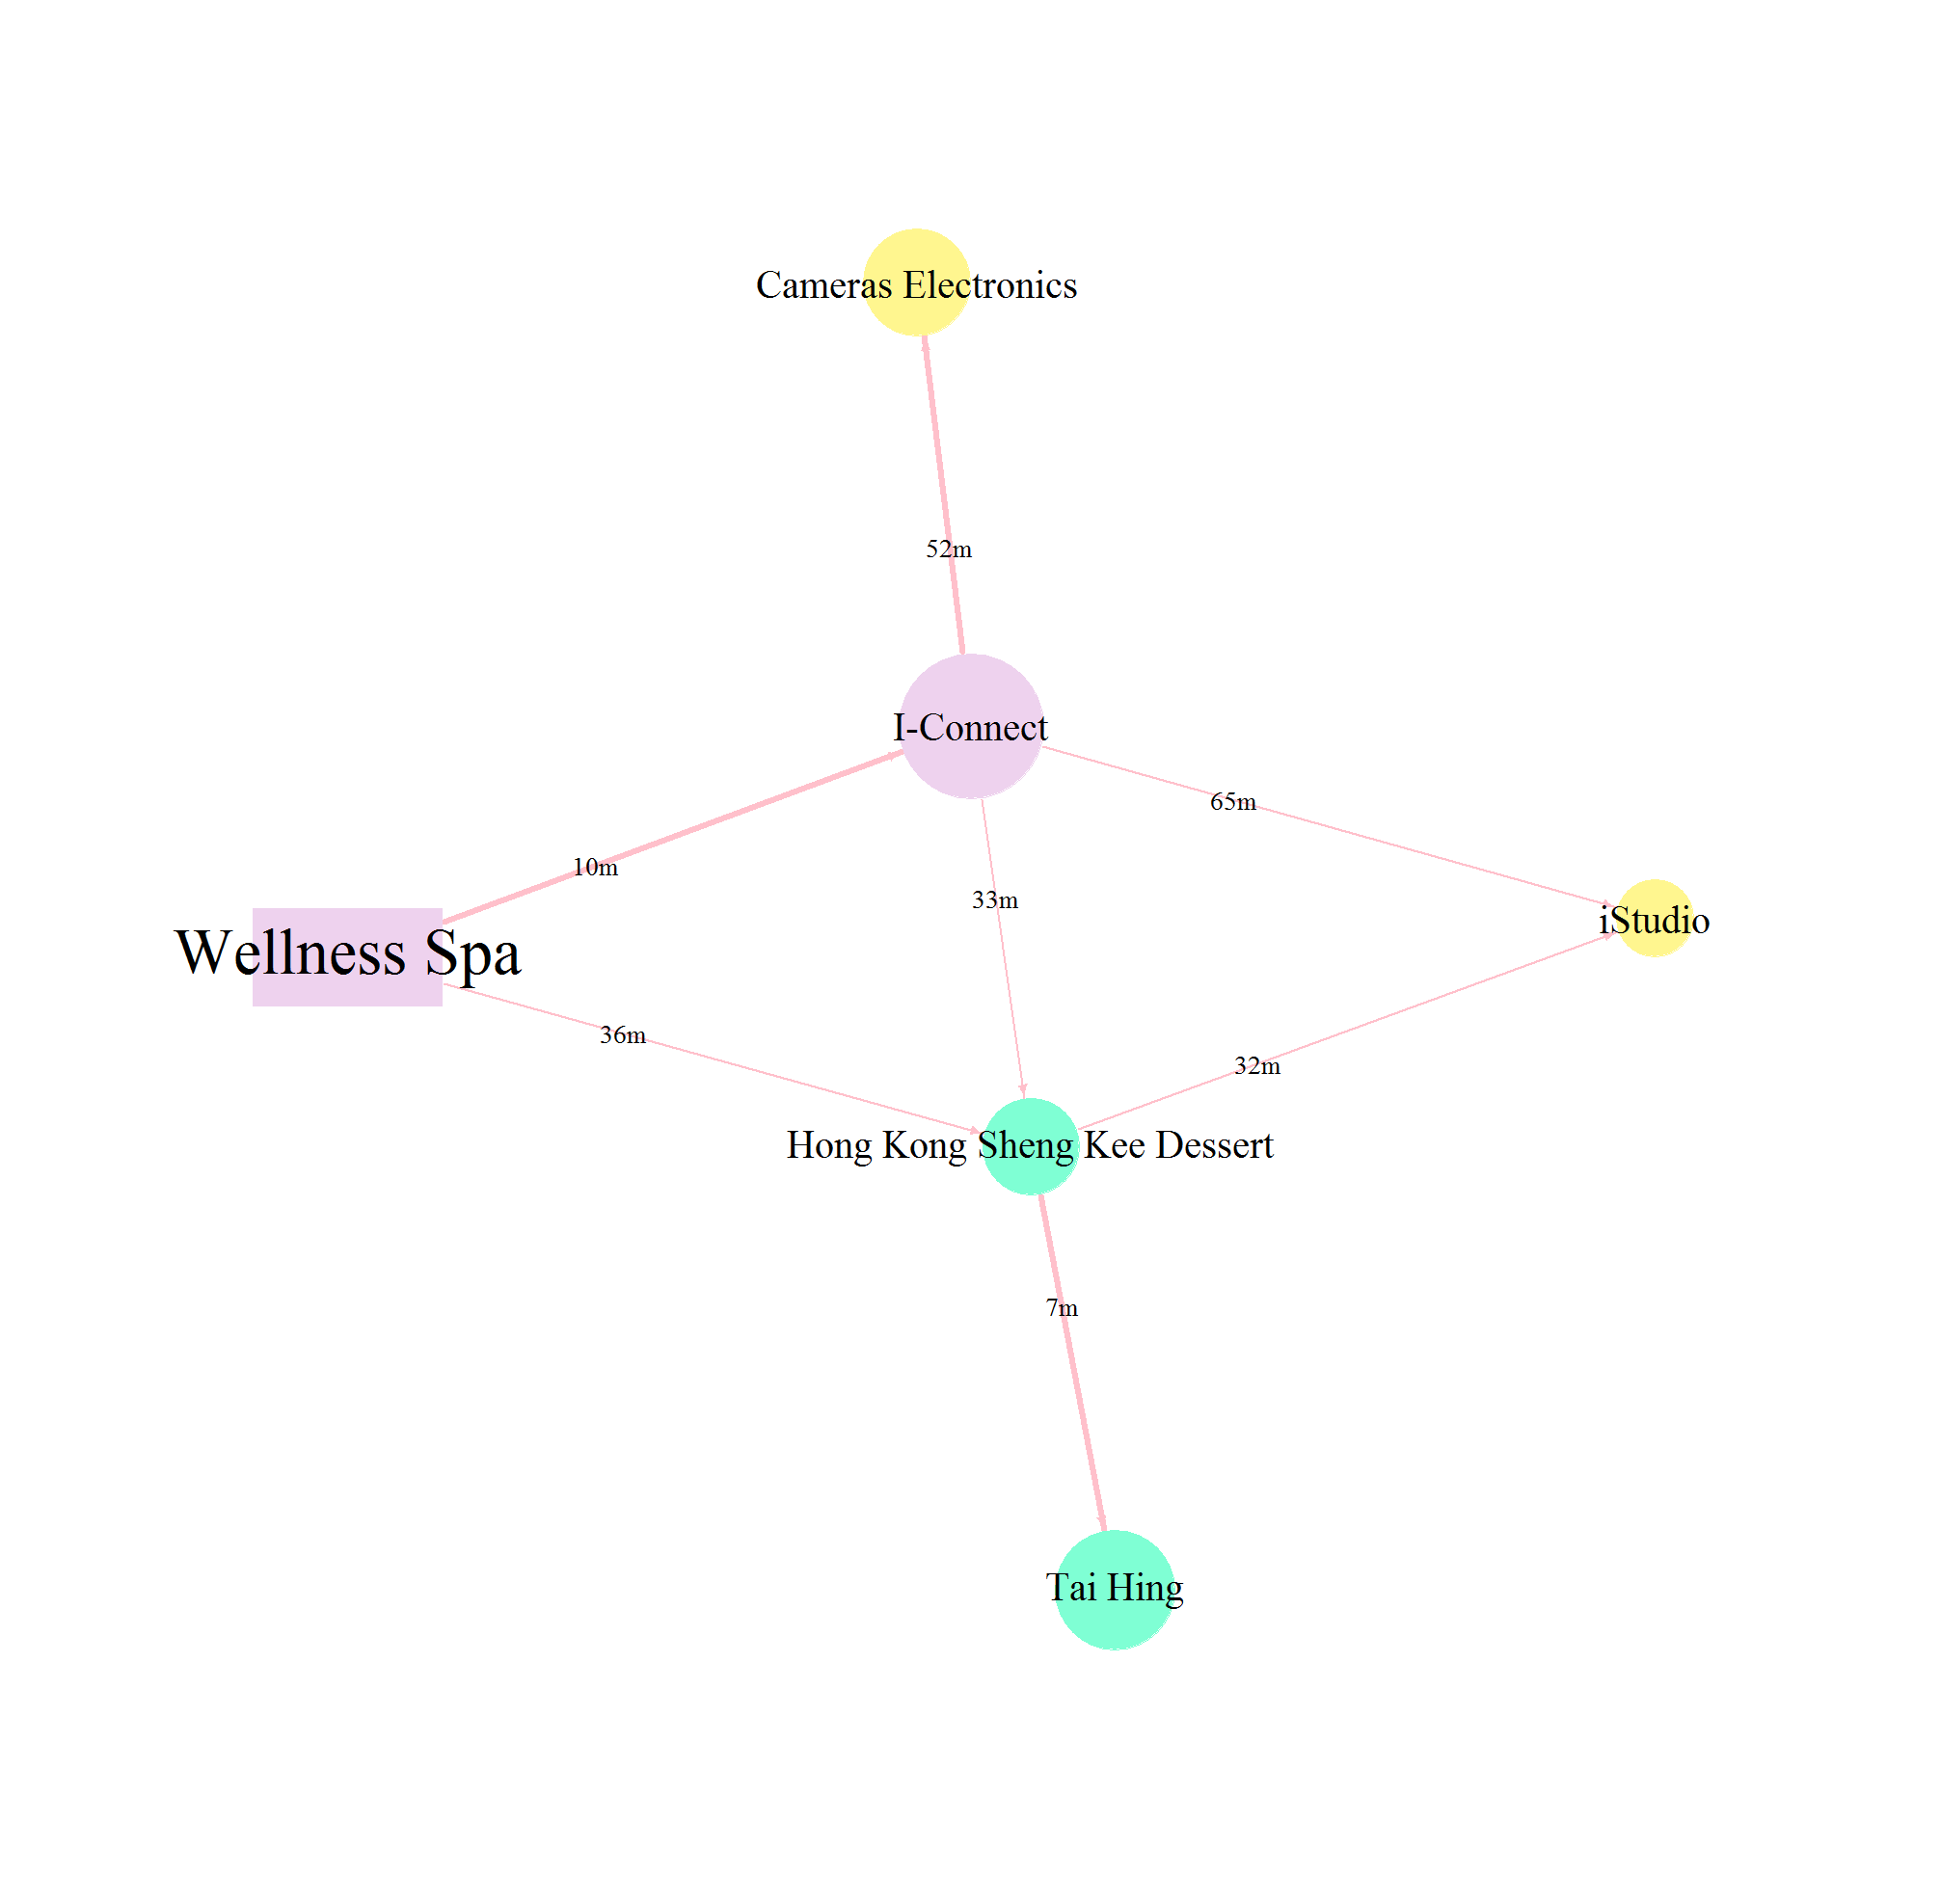 Cameras Electronics
52m
I-Connect
65m
10m
33m
iStudio
Wellness Spa
36m
32m
Hong Kong Sheng Kee Dessert
7m
Tai Hing